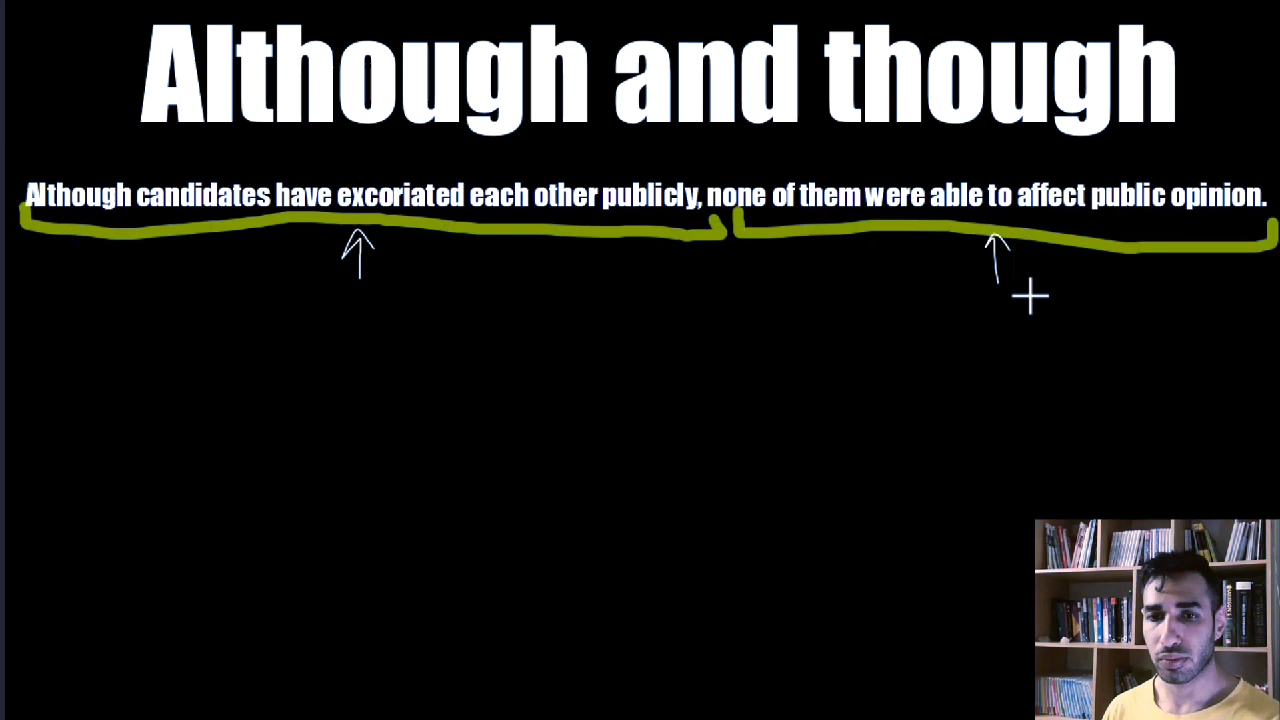 Although and though
Although candidates have excoriated each other publicly, none of them were able to affect public opinion.